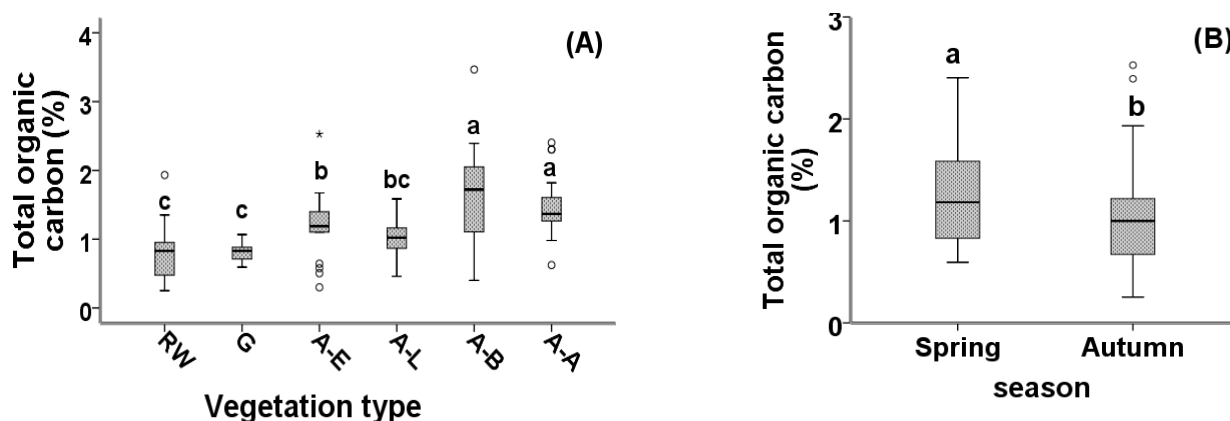 Total organic
carbon (%)
4
3
2
1
0
(A)
c
c
b
bc
a
a
RW
G
A-E
A-L
A-B
A-A
Vegetation type
Total organic carbon
(%)
3
2
1
0
(B)
a
b
Spring
Autumn
season